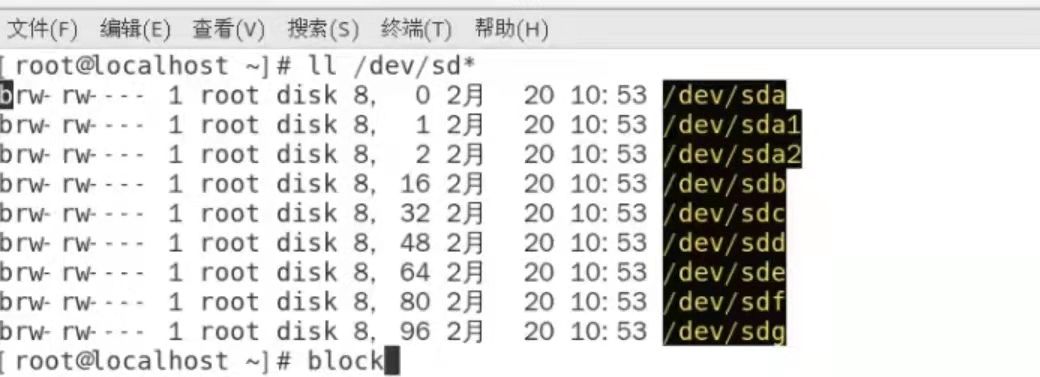 文件(F) 编辑(E) 查看(V) 搜索(S) 终端(T) 帮助(H)
[root@localhost ~]# ll /dev/sd*
brw-rw---- 1 root disk 8,  0 2月  20 10:53 /dev/sda
brw-rw---- 1 root disk 8,  1 2月  20 10:53 /dev/sda1
brw-rw---- 1 root disk 8,  2 2月  20 10:53 /dev/sda2
brw-rw---- 1 root disk 8, 16 2月  20 10:53 /dev/sdb
brw-rw---- 1 root disk 8, 32 2月  20 10:53 /dev/sdc
brw-rw---- 1 root disk 8, 48 2月  20 10:53 /dev/sdd
brw-rw---- 1 root disk 8, 64 2月  20 10:53 /dev/sde
brw-rw---- 1 root disk 8, 80 2月  20 10:53 /dev/sdf
brw-rw---- 1 root disk 8, 96 2月  20 10:53 /dev/sdg
[root@localhost ~]# block